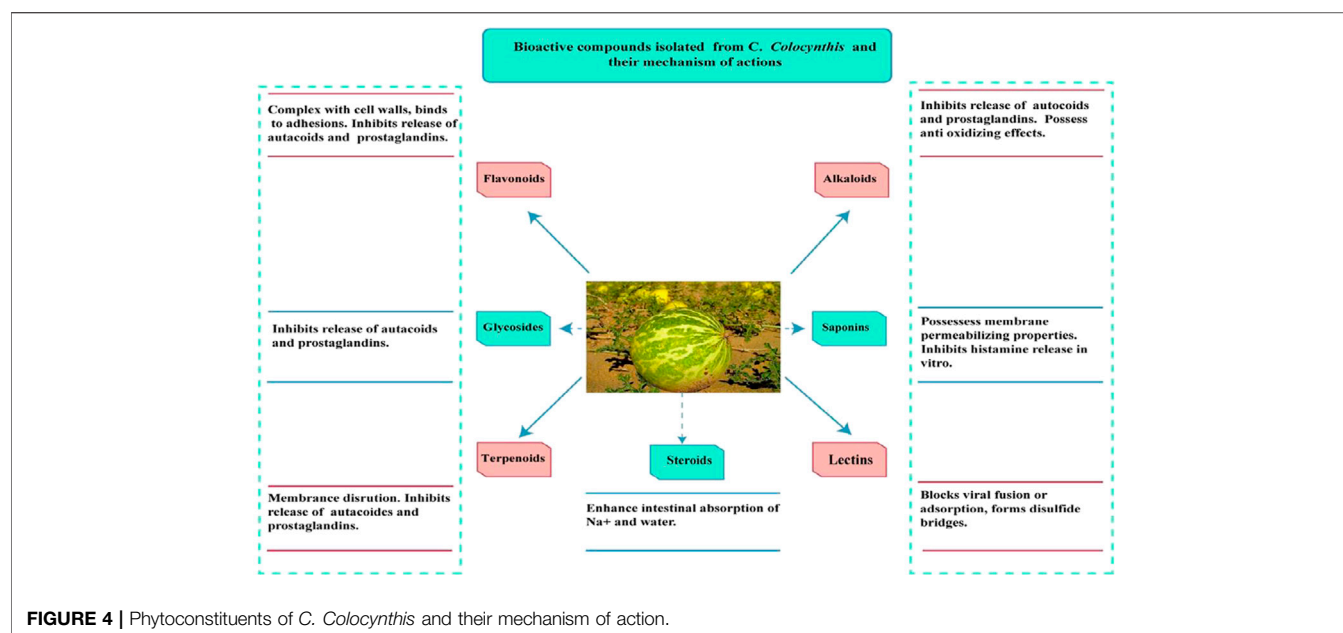 Bioactive compounds isolated from C. Colocynthis and
their mechanism of actions
Complex with cell walls, binds
to adhesions. Inhibits release of
autacoids and prostaglandins.
Inhibits release of autocoids
and prostaglandins. Possess
anti oxidizing effects.
Flavonoids
Alkaloids
Inhibits release of autacoids
and prostaglandins.
Glycosides
Saponins
Possessess membrane
permeabilizing properties.
Inhibits histamine release in
vitro.
Terpenoids
Steroids
Lectins
Membrance disrution. Inhibits
release of autacoides and
prostaglandins.
Enhance intestinal absorption of
Na+ and water.
Blocks viral fusion or
adsorption, forms disulfide
bridges.
FIGURE 4 | Phytoconstituents of C. Colocynthis and their mechanism of action.